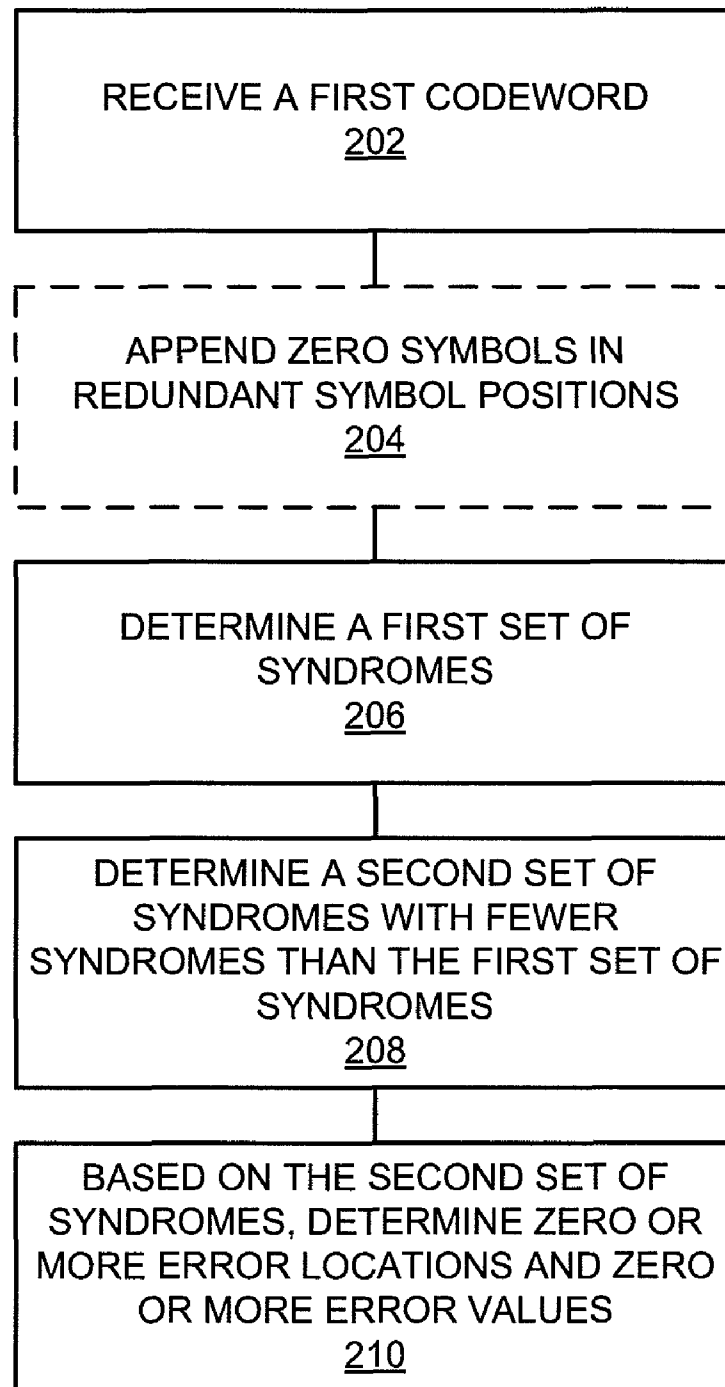 RECEIVE A FIRST CODEWORD
202
APPEND ZERO SYMBOLS IN
REDUNDANT SYMBOL POSITIONS
204
DETERMINE A FIRST SET OF
SYNDROMES
206
DETERMINE A SECOND SET OF
SYNDROMES WITH FEWER
SYNDROMES THAN THE FIRST SET OF
SYNDROMES
208
BASED ON THE SECOND SET OF
SYNDROMES, DETERMINE ZERO OR
MORE ERROR LOCATIONS AND ZERO
OR MORE ERROR VALUES
210